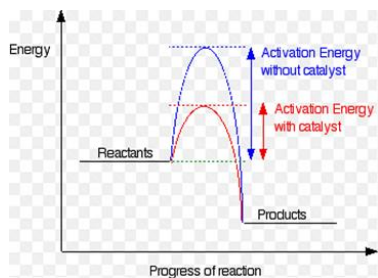 Energy
Activation Energy
without catalyst
Activation Energy
with catalyst
Reactants
Products
Progress of reaction